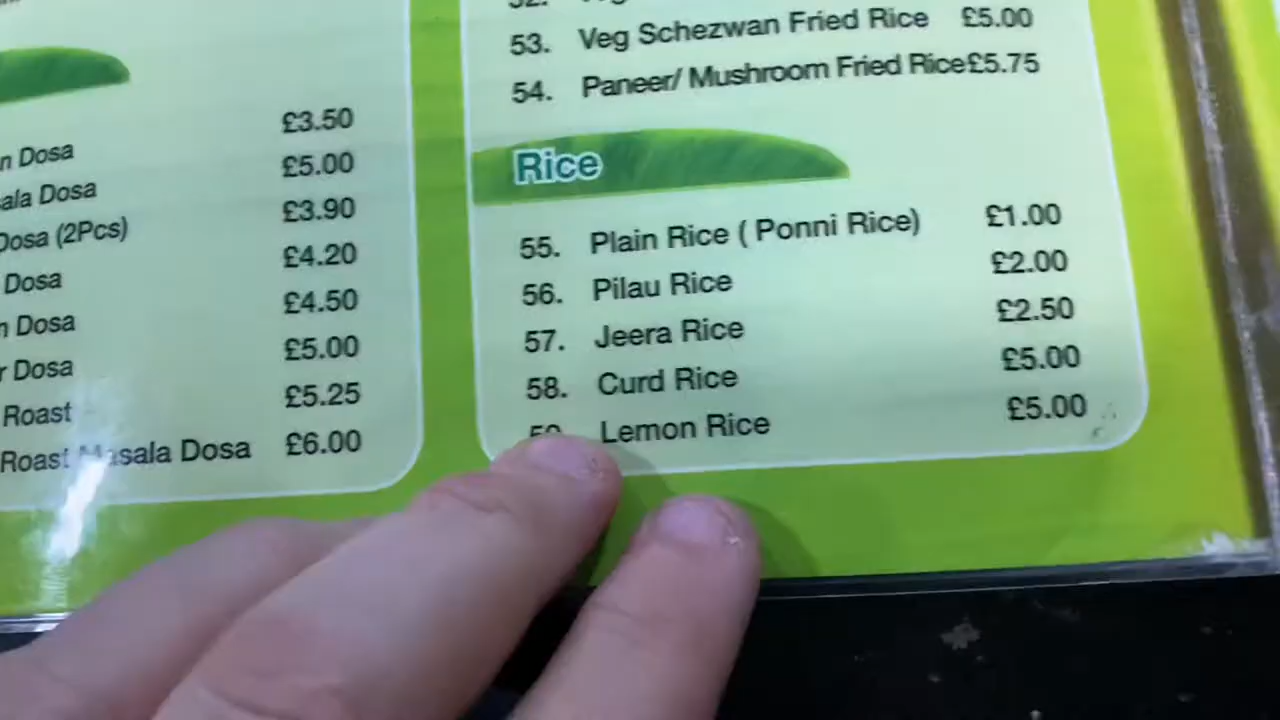 £3.50
n Dosa £5.00
ala Dosa £3.90
Dosa (2Pcs) £4.20
Dosa £4.50
n Dosa £5.00
r Dosa £5.25
Roast £6.00
Roast Masala Dosa
53. Veg Schezwan Fried Rice £5.00
54. Paneer/ Mushroom Fried Rice £5.75
Rice
55. Plain Rice ( Ponni Rice) £1.00
56. Pilau Rice £2.00
57. Jeera Rice £2.50
58. Curd Rice £5.00
Lemon Rice £5.00